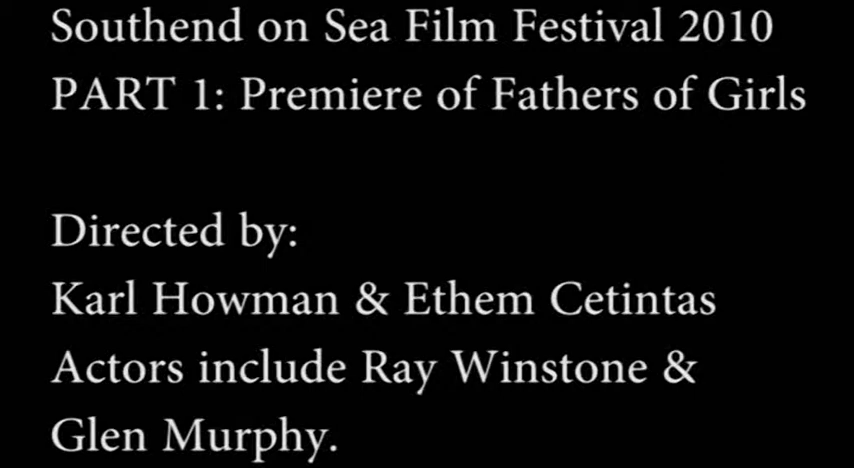 Southend on Sea Film Festival 2010
PART 1: Premiere of Fathers of Girls
Directed by:
Karl Howman & Ethem Cetintas
Actors include Ray Winstone &
Glen Murphy.